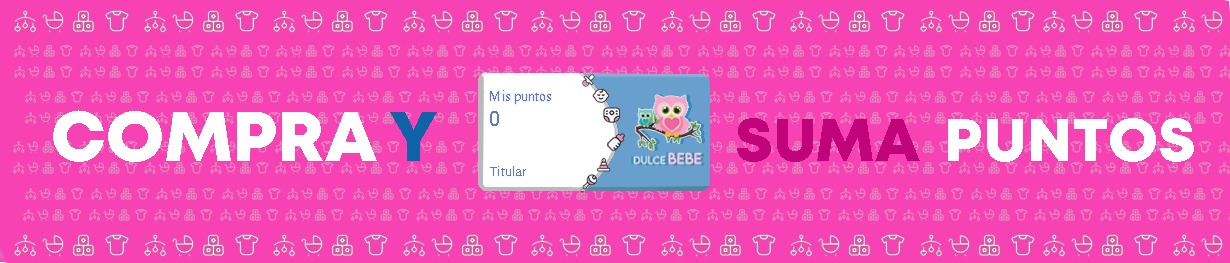 COMPRA Y SUMA PUNTOS
Mis puntos
0
Titular
DULCE BEBE